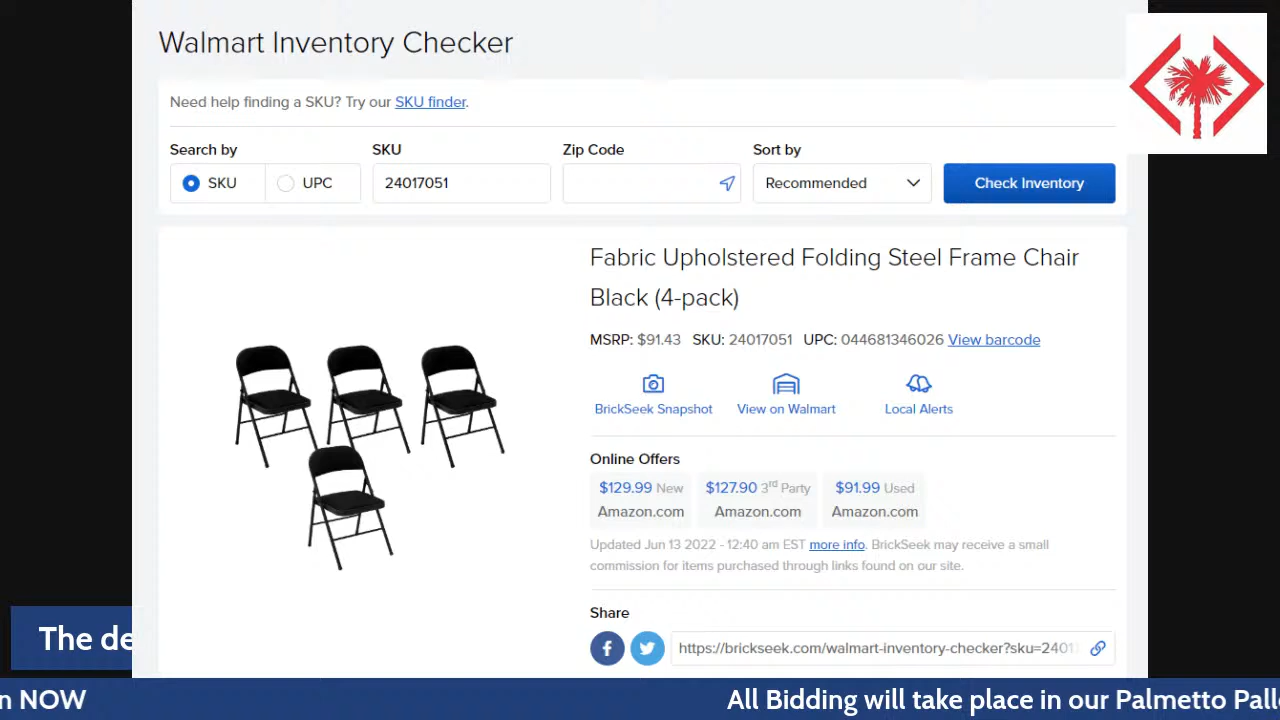 Walmart Inventory Checker
Need help finding a SKU? Try our SKU finder.
Search by
SKU
Zip Code
Sort by
SKU
UPC
24017051
Recommended
Check Inventory
Fabric Upholstered Folding Steel Frame Chair
Black (4-pack)
MSRP: $91.43 SKU: 24017051 UPC: 044681346026 View barcode
BrickSeek Snapshot
View on Walmart
Local Alerts
Online Offers
$129.99 New
Amazon.com
$127.90 3rd Party
Amazon.com
$91.99 Used
Amazon.com
Updated Jun 13 2022 - 12:40 am EST more info. BrickSeek may receive a small
commission for items purchased through links found on our site.
Share
https://brickseek.com/walmart-inventory-checker?sku=2401
The de
n NOW
All Bidding will take place in our Palmetto Pall